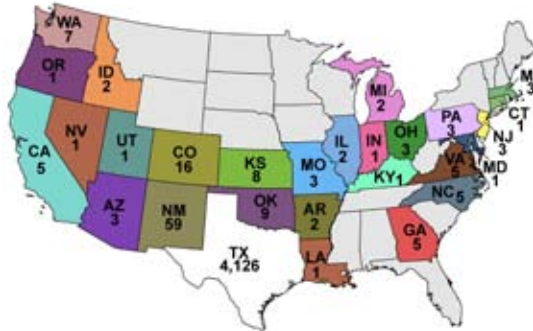 WA
7
OR
1
ID
2
MI
2
M
3
CT
1
PA
3
NJ
3
OH
3
IL
2
IN
1
NV
1
UT
1
CO
16
KS
8
MO
3
KY 1
VA
5
MD
1
CA
5
AZ
3
NM
59
OK
9
AR
2
NC 5
TX
4,126
LA
1
GA
5